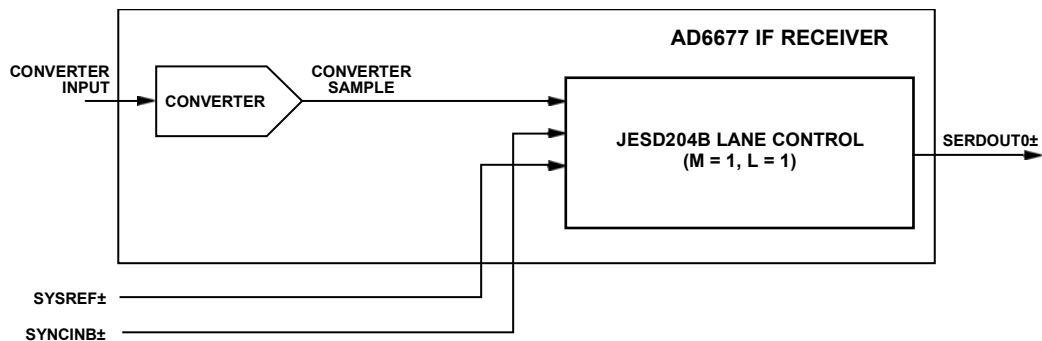 AD6677 IF RECEIVER
CONVERTER
INPUT
CONVERTER
CONVERTER
SAMPLE
JESD204B LANE CONTROL
(M = 1, L = 1)
SERDOUT0±
SYSREF±
SYNCINB±